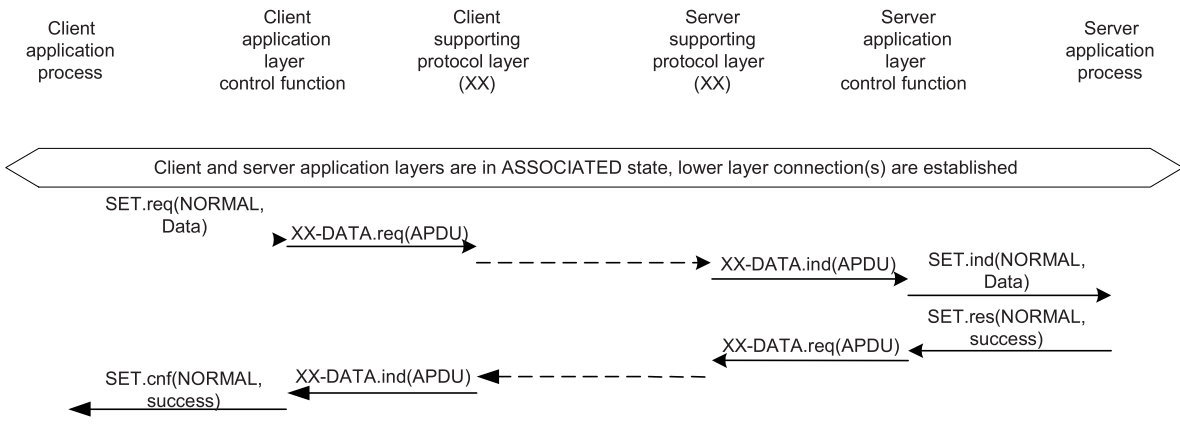 Client
application
process
Client
application
layer
control function
Client
supporting
protocol layer
(XX)
Server
supporting
protocol layer
(XX)
Server
application
layer
control function
Server
application
process
Client and server application layers are in ASSOCIATED state, lower layer connection(s) are established
SET.req(NORMAL,
Data)
XX-DATA.req(APDU)
XX-DATA.ind(APDU)
SET.ind(NORMAL,
Data)
SET.res(NORMAL,
success)
XX-DATA.req(APDU)
XX-DATA.ind(APDU)
SET.cnf(NORMAL,
success)